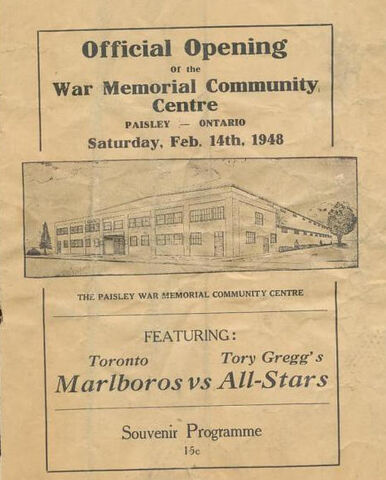 Official Opening
Of the
War Memorial Community
Centre
PAISLEY — ONTARIO
Saturday, Feb. 14th, 1948
THE PAISLEY WAR MEMORIAL COMMUNITY CENTRE
FEATURING:
Toronto Tory Gregg's
Marlboros vs All-Stars
Souvenir Programme
15c